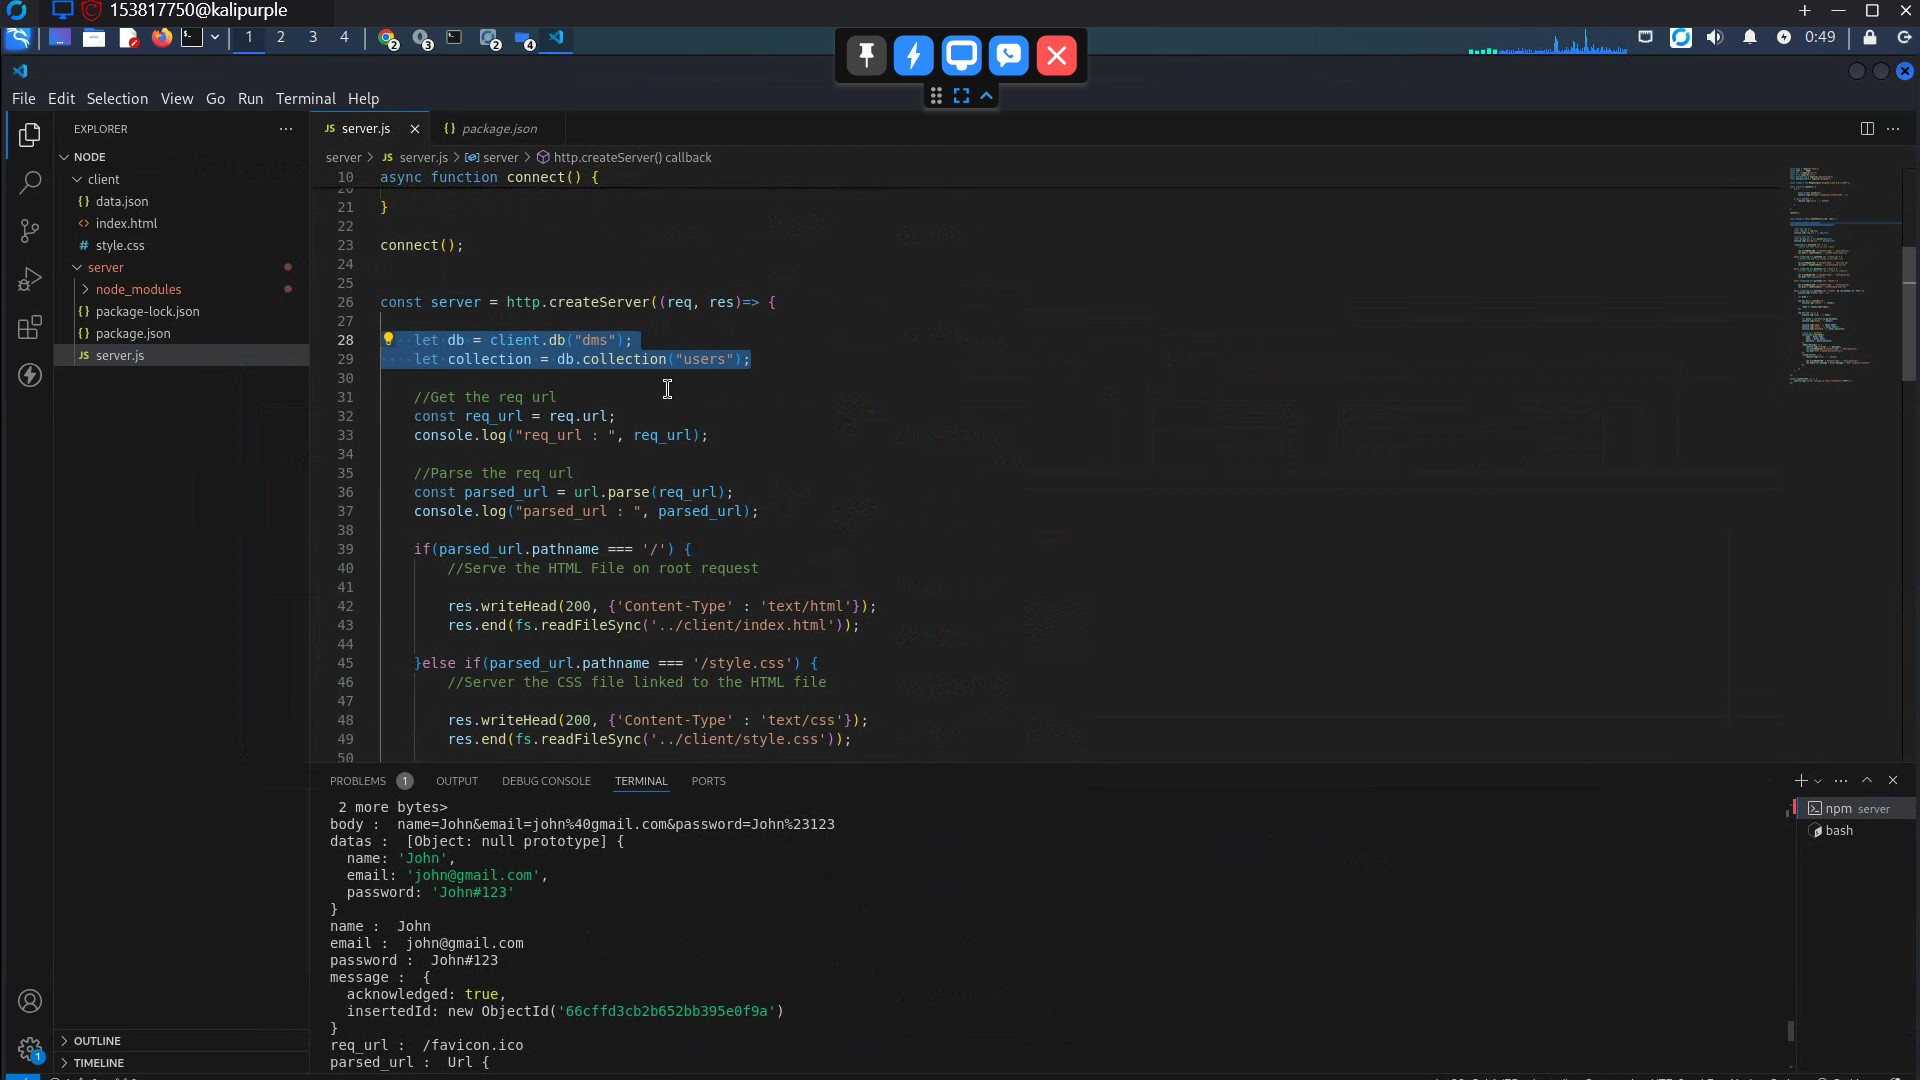 153817750@kalipurple
1 2 3 4
2 3 2 4
0:49
File Edit Selection View Go Run Terminal Help
EXPLORER
NODE
client
data.json
index.html
style.css
server
node_modules
package-lock.json
package.json
server.js
OUTLINE
TIMELINE
1
JS server.js
{} package.json
server > JS server.js > server > http.createServer() callback
10 async function connect() {
20
21 }
22
23 connect();
24
25
26 const server = http.createServer((req, res)=> {
27
28 let db = client.db("dms");
29 let collection = db.collection("users");
30
31 //Get the req url
32 const req_url = req.url;
33 console.log("req_url : ", req_url);
34
35 //Parse the req url
36 const parsed_url = url.parse(req_url);
37 console.log("parsed_url : ", parsed_url);
38
39 if(parsed_url.pathname === '/') {
40 //Serve the HTML File on root request
41
42 res.writeHead(200, {'Content-Type' : 'text/html'});
43 res.end(fs.readFileSync('../client/index.html'));
44
45 }else if(parsed_url.pathname === '/style.css') {
46 //Server the CSS file linked to the HTML file
47
48 res.writeHead(200, {'Content-Type' : 'text/css'});
49 res.end(fs.readFileSync('../client/style.css'));
50
PROBLEMS 1 OUTPUT DEBUG CONSOLE TERMINAL PORTS
2 more bytes>
body :  name=John&email=john%40gmail.com&password=John%23123
datas :  [Object: null prototype] {
name: 'John',
email: 'john@gmail.com',
password: 'John#123'
}
name :  John
email :  john@gmail.com
password :  John#123
message :  {
acknowledged: true,
insertedId: new ObjectId('66cffd3cb2b652bb395e0f9a')
}
req_url :  /favicon.ico
parsed_url :  Url {
npm server
bash